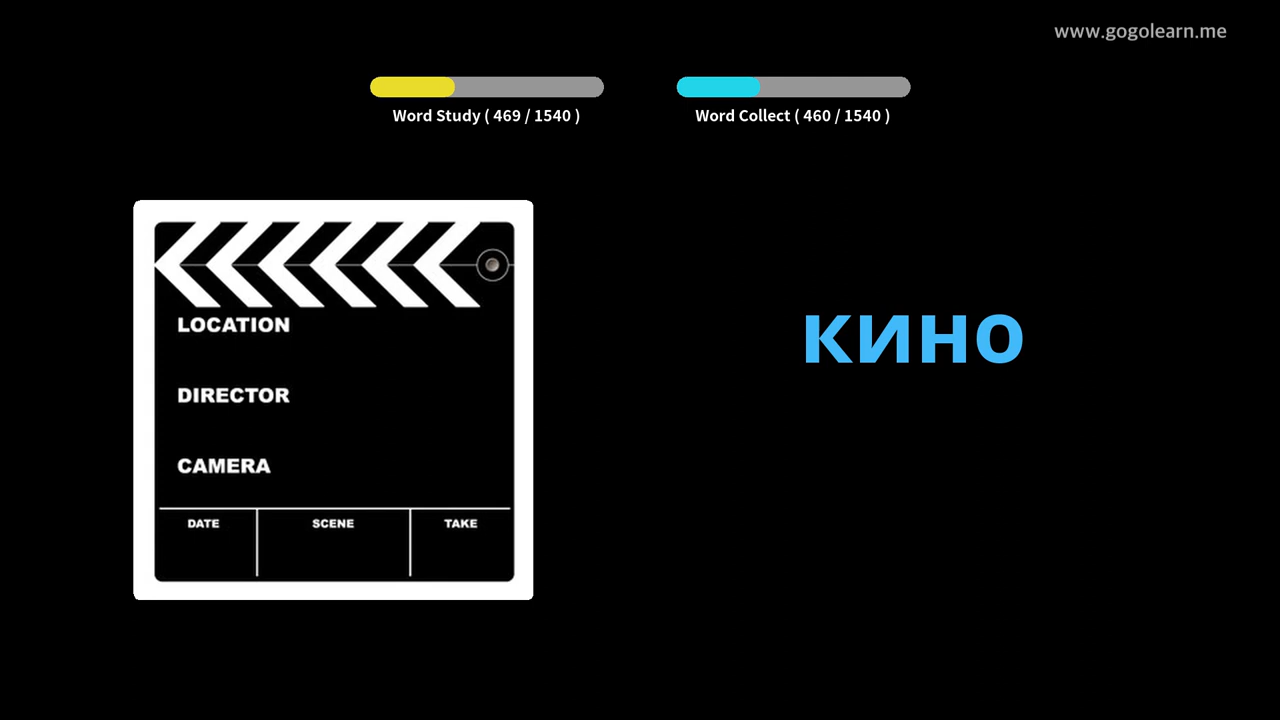 www.gogolearn.me
Word Study ( 469 / 1540 )
Word Collect ( 460 / 1540 )
LOCATION
DIRECTOR
CAMERA
DATE
SCENE
TAKE
кино